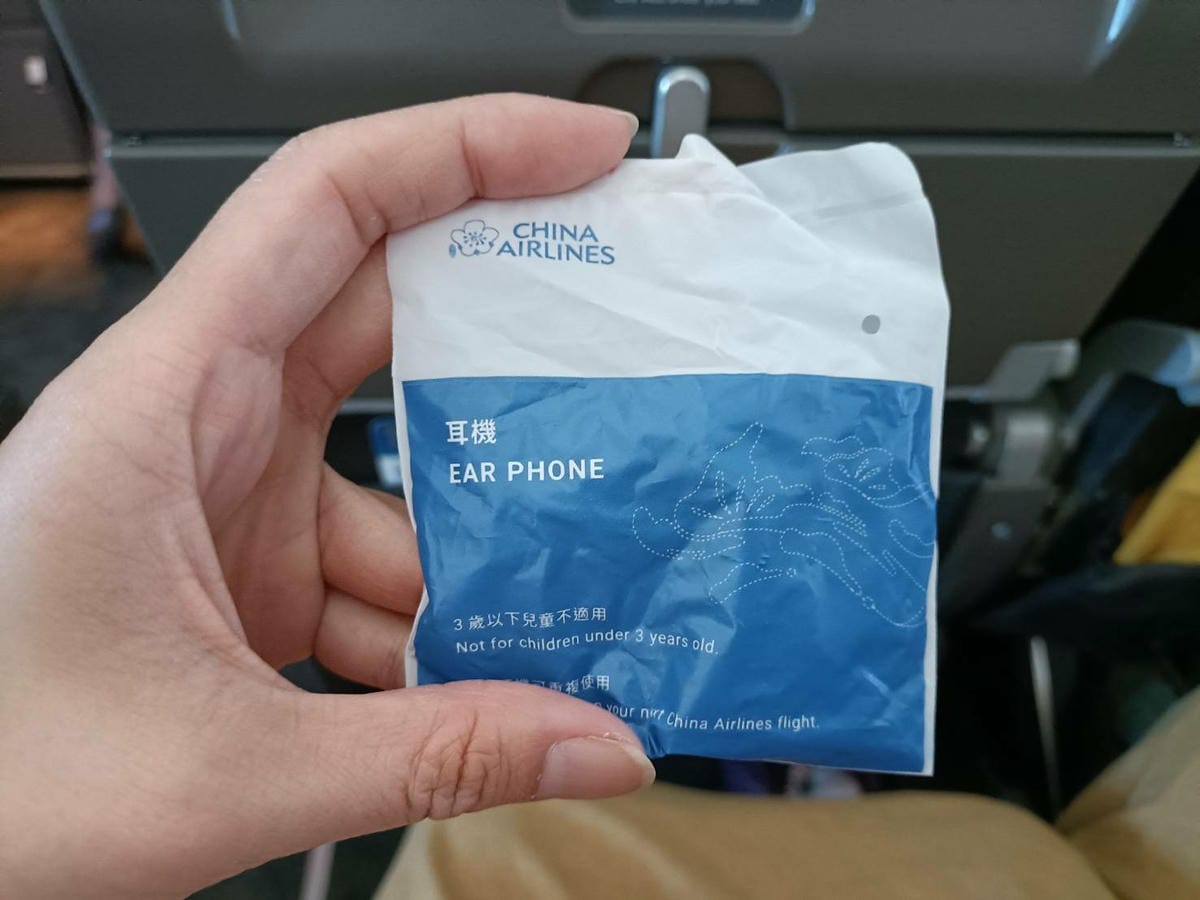 CHINA
AIRLINES
耳機
EAR PHONE
3 歲以下兒童不適用
Not for children under 3 years old.
可重複使用
your next China Airlines flight.